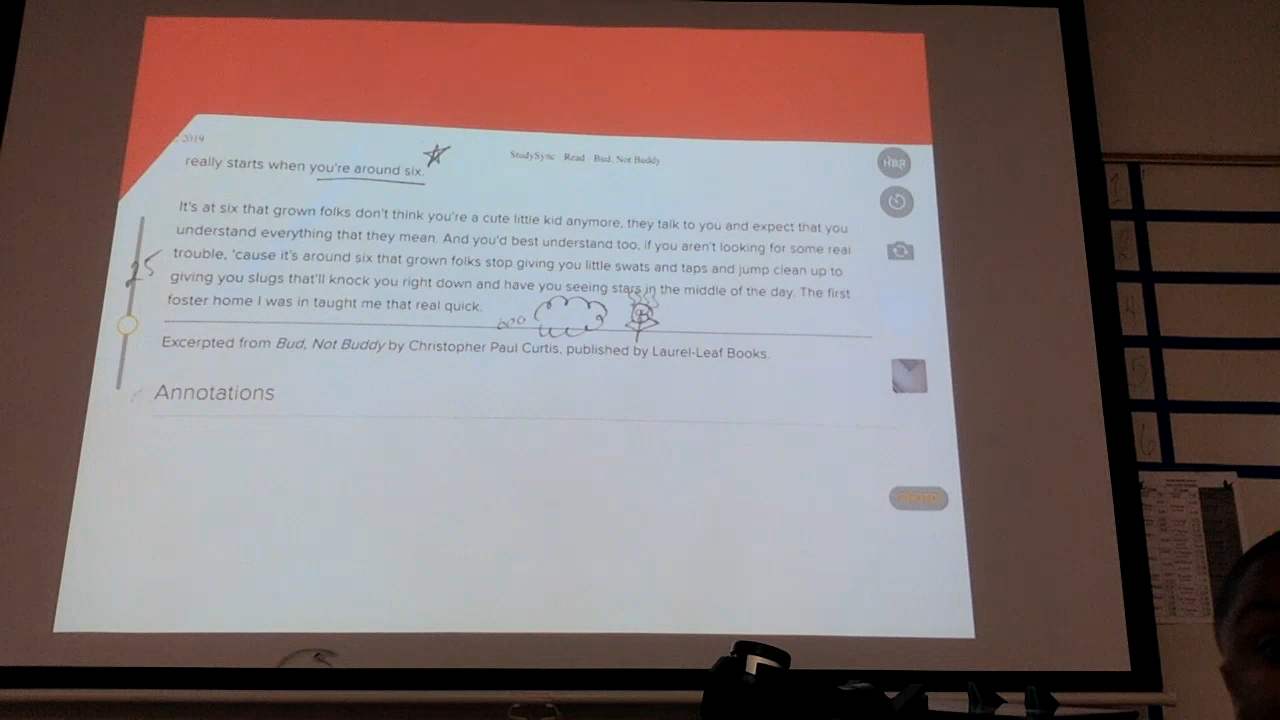 2019
StudySync Read Bud, Not Buddy
really starts when you're around six.
It's at six that grown folks don't think you're a cute little kid anymore, they talk to you and expect that you
understand everything that they mean. And you'd best understand too, if you aren't looking for some real
25
trouble, 'cause it's around six that grown folks stop giving you little swats and taps and jump clean up to
giving you slugs that'll knock you right down and have you seeing stars in the middle of the day. The first
foster home I was in taught me that real quick.
Excerpted from Bud, Not Buddy by Christopher Paul Curtis, published by Laurel-Leaf Books.
Annotations
1
2
4
5
6